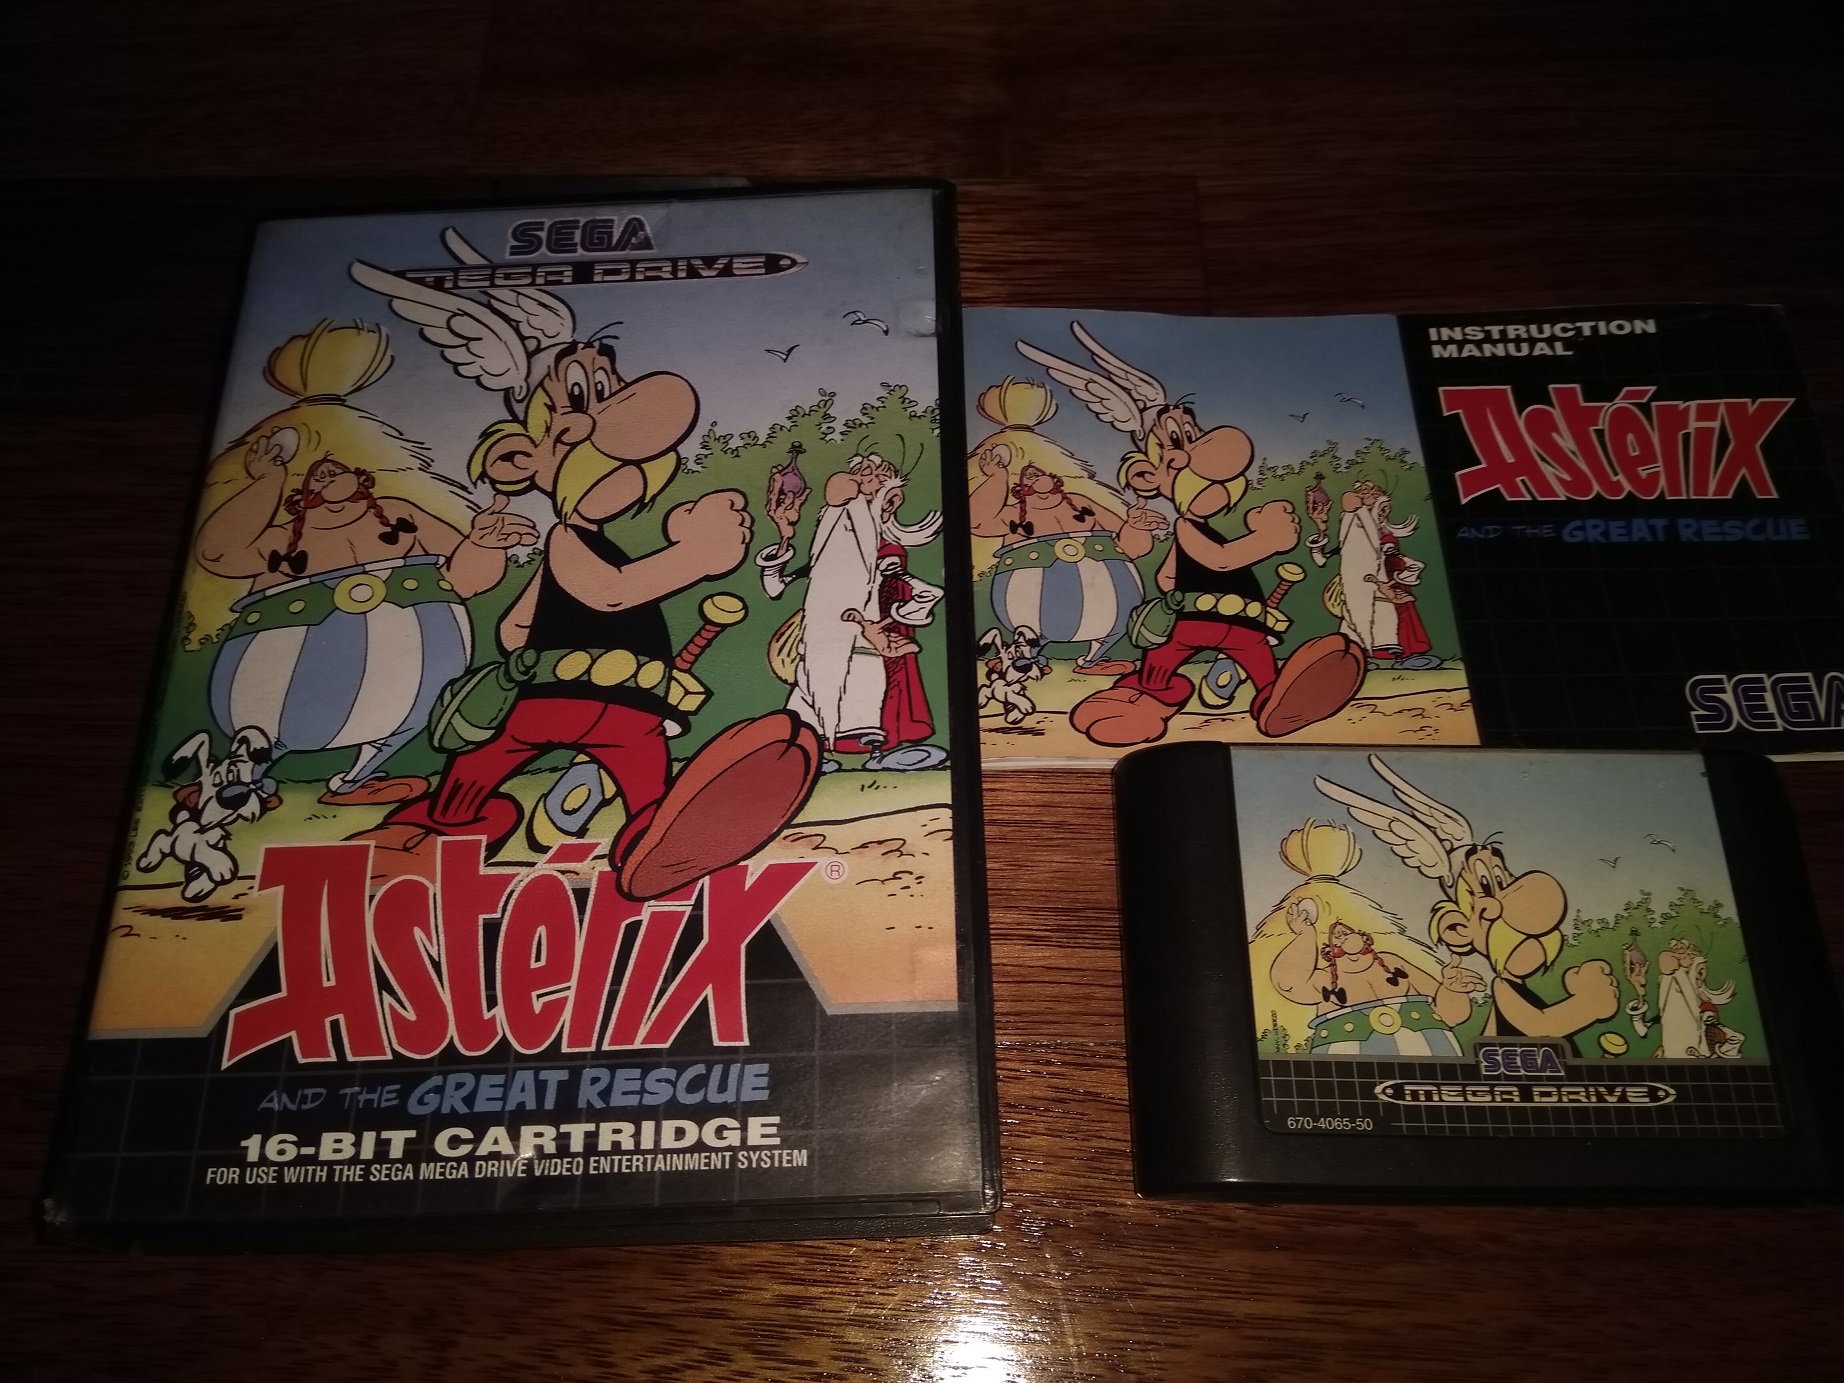 SEGA
MEGA DRIVE
Astérix®
AND THE GREAT RESCUE
16-BIT CARTRIDGE
FOR USE WITH THE SEGA MEGA DRIVE VIDEO ENTERTAINMENT SYSTEM
INSTRUCTION
MANUAL
Astérix
AND THE GREAT RESCUE
SEGA
SEGA
MEGA DRIVE
670-4065-50